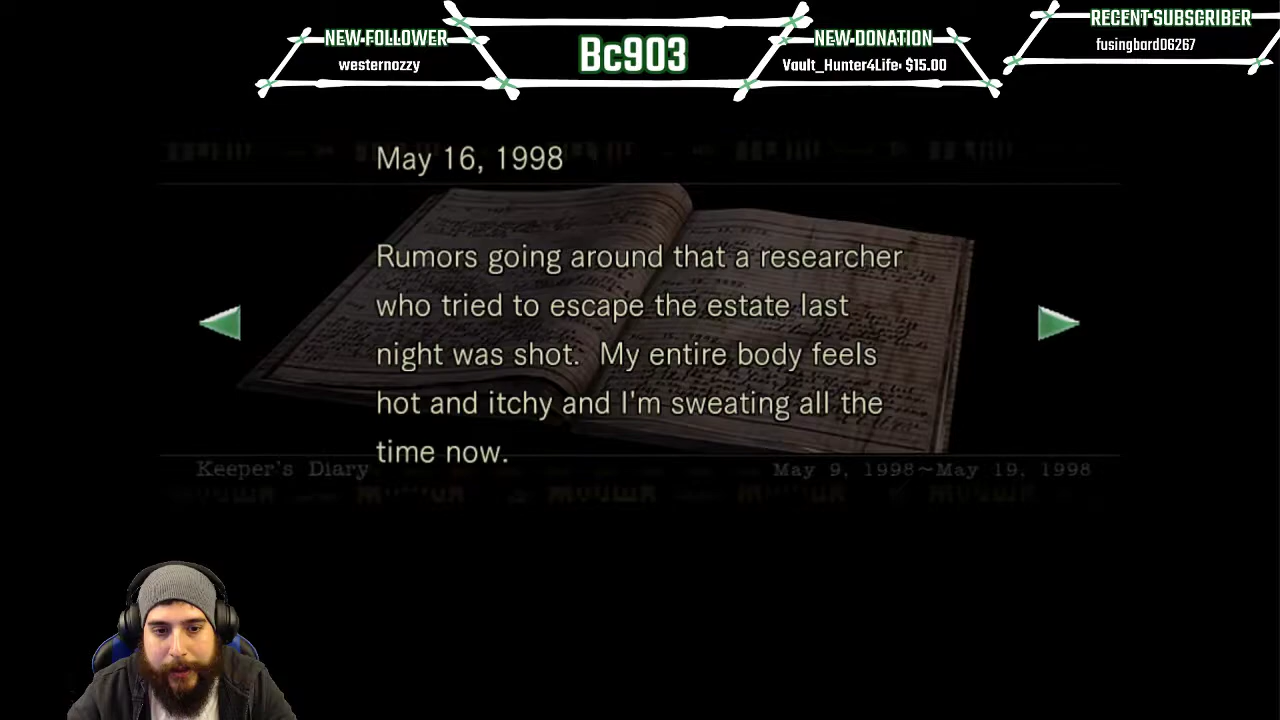 NEW FOLLOWER
westernozzy
Bc903
NEW DONATION
Vault_Hunter4Life: $15.00
RECENT SUBSCRIBER
fusingbard06267
May 16, 1998
Rumors going around that a researcher
who tried to escape the estate last
night was shot.  My entire body feels
hot and itchy and I'm sweating all the
time now.
Keeper's Diary
May 9, 1998~May 19, 1998